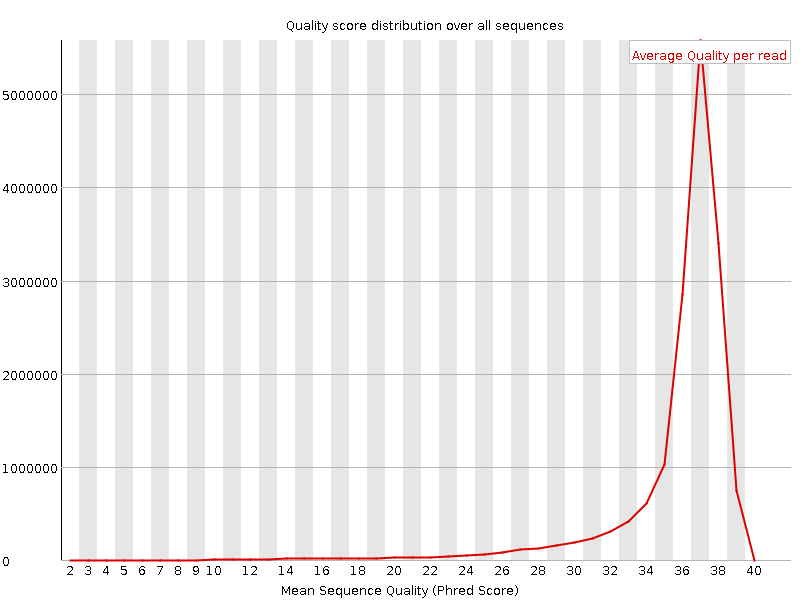 Quality score distribution over all sequences
Average Quality per read
5000000
4000000
3000000
2000000
1000000
0
2 3 4 5 6 7 8 9 10 12 14 16 18 20 22 24 26 28 30 32 34 36 38 40
Mean Sequence Quality (Phred Score)